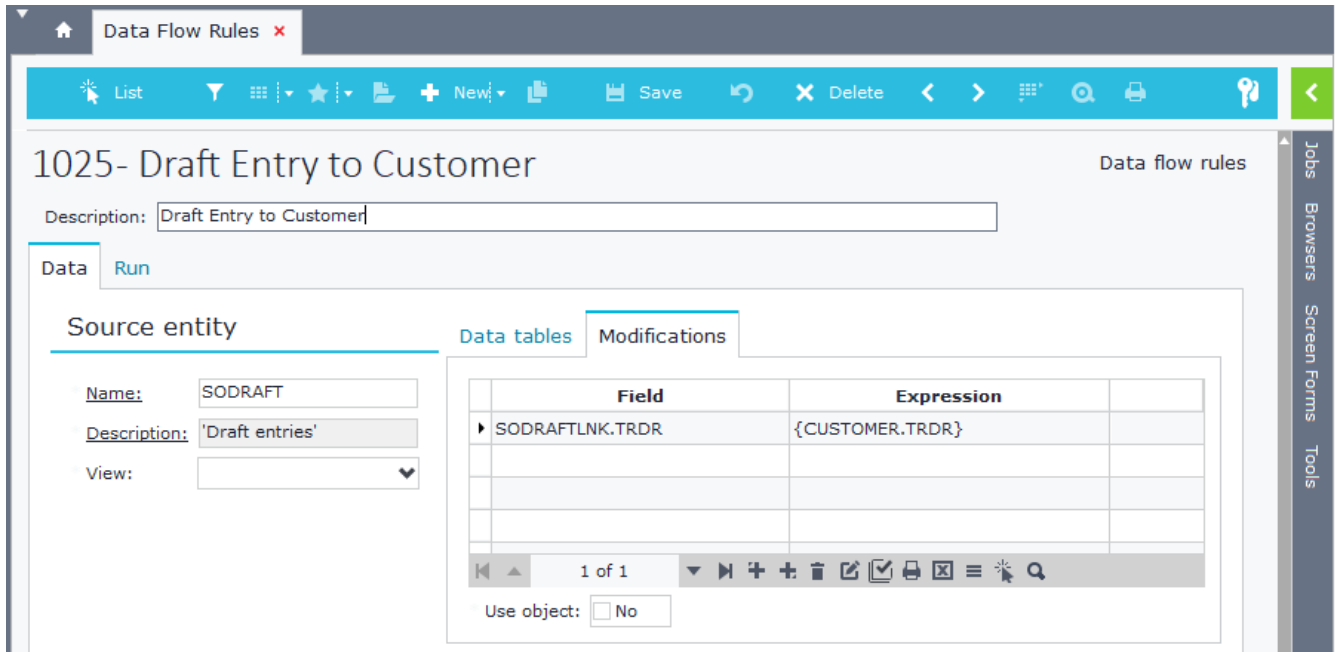 Data Flow Rules
List New Save Delete
1025- Draft Entry to Customer
Data flow rules
Description: Draft Entry to Customer
Data Run
Source entity
Name: SODRAFT
Description: 'Draft entries'
View:
Data tables Modifications
Field Expression
SODRAFTLNK.TRDR {CUSTOMER.TRDR}
1 of 1
Use object: No
Jobs
Browsers
Screen Forms
Tools